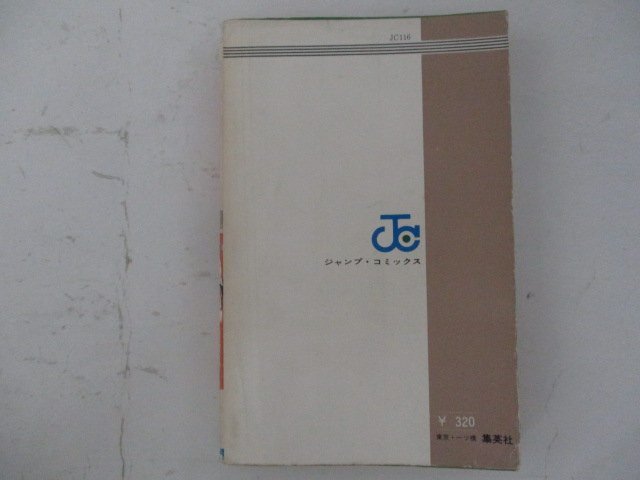 JC116
JC
ジャンプ・コミックス
￥ 320
東京・一ツ橋 集英社